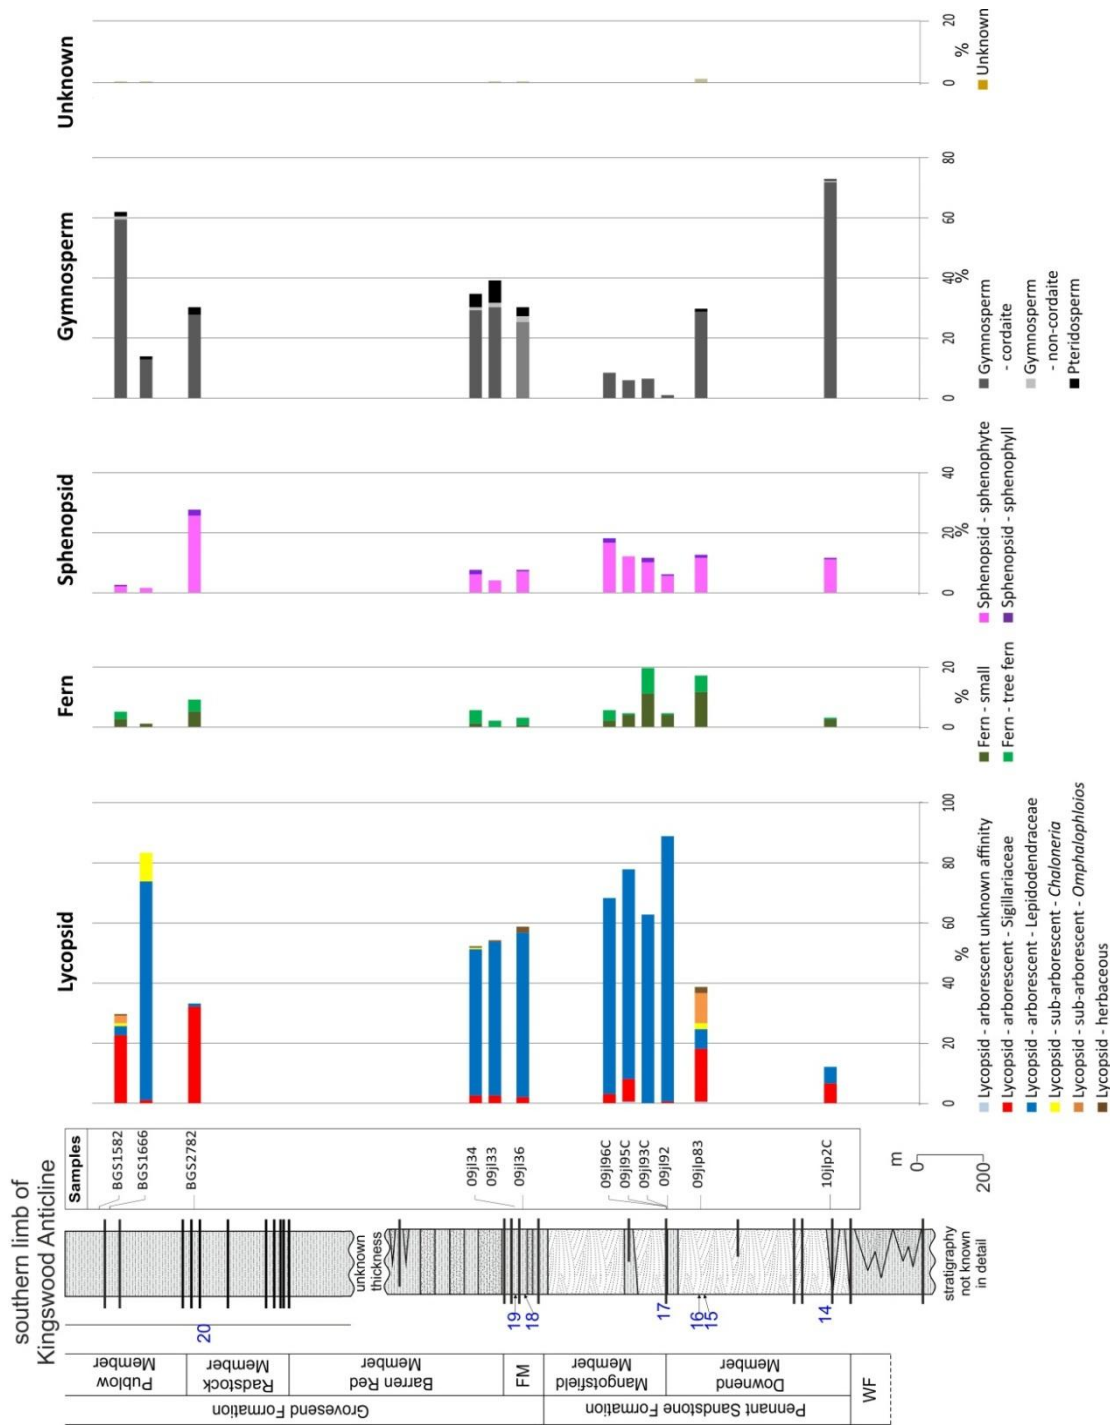 southern limb of
Kingswood Anticline
Samples
BGS1582
BGS1666
BGS2782
09jl34
09jl33
09jl36
09jl96C
09jl95C
09jl93C
09jl92
09jlp83
10jlp2C
Grovesend Formation
Pennant Sandstone Formation
Publow
Member
Radstock
Member
Barren Red
Member
FM
Mangotsfield
Member
Downend
Member
WF
20
19
18
17
16
15
14
unknown
thickness
stratigraphy
not known
in detail
m
0
200
Lycopsid
0 20 40 60 80 100
%
Lycopsid - arborescent unknown affinity
Lycopsid - arborescent - Sigillariaceae
Lycopsid - arborescent - Lepidodendraceae
Lycopsid - sub-arborescent - Chaloneria
Lycopsid - sub-arborescent - Omphalophloios
Lycopsid - herbaceous
Fern
0 20
%
Fern - small
Fern - tree fern
Sphenopsid
0 20 40
%
Sphenopsid - sphenophyte
Sphenopsid - sphenophyll
Gymnosperm
0 20 40 60 80
%
Gymnosperm
- cordaite
Gymnosperm
- non-cordaite
Pteridosperm
Unknown
0 20
%
Unknown